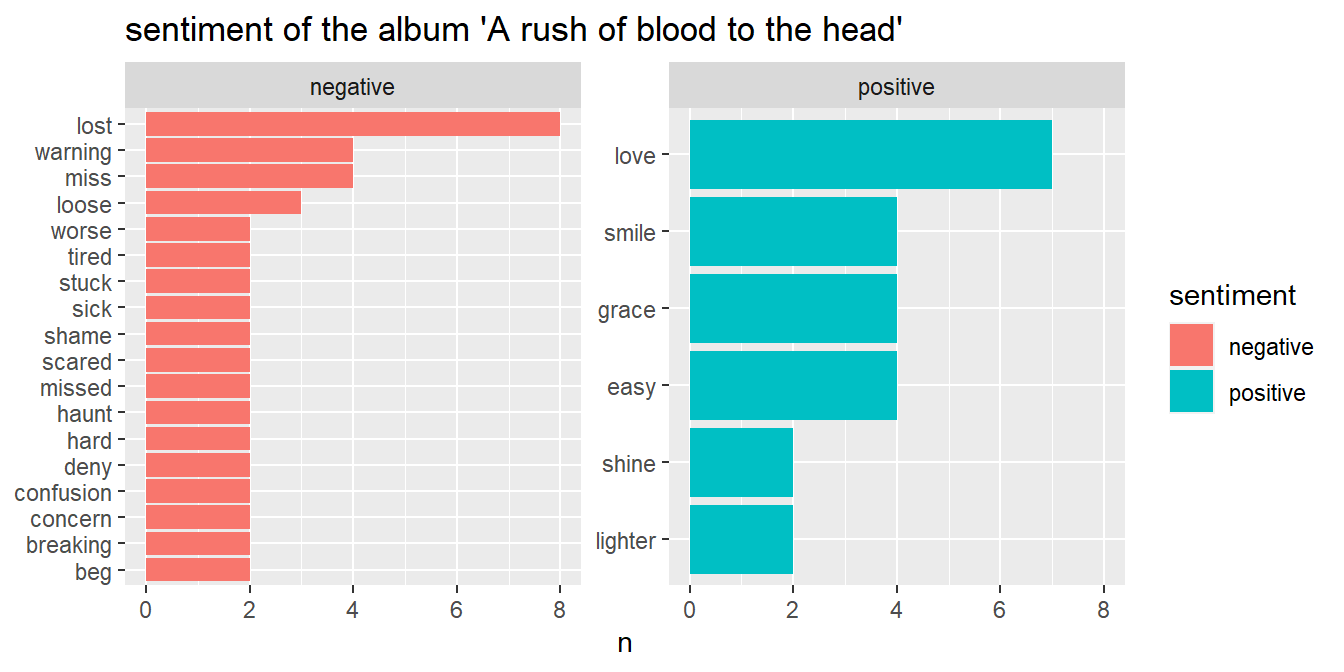 sentiment of the album 'A rush of blood to the head'
negative
lost
warning
miss
loose
worse
tired
stuck
sick
shame
scared
missed
haunt
hard
deny
confusion
concern
breaking
beg
0 2 4 6 8
positive
love
smile
grace
easy
shine
lighter
0 2 4 6 8
n
sentiment
negative
positive